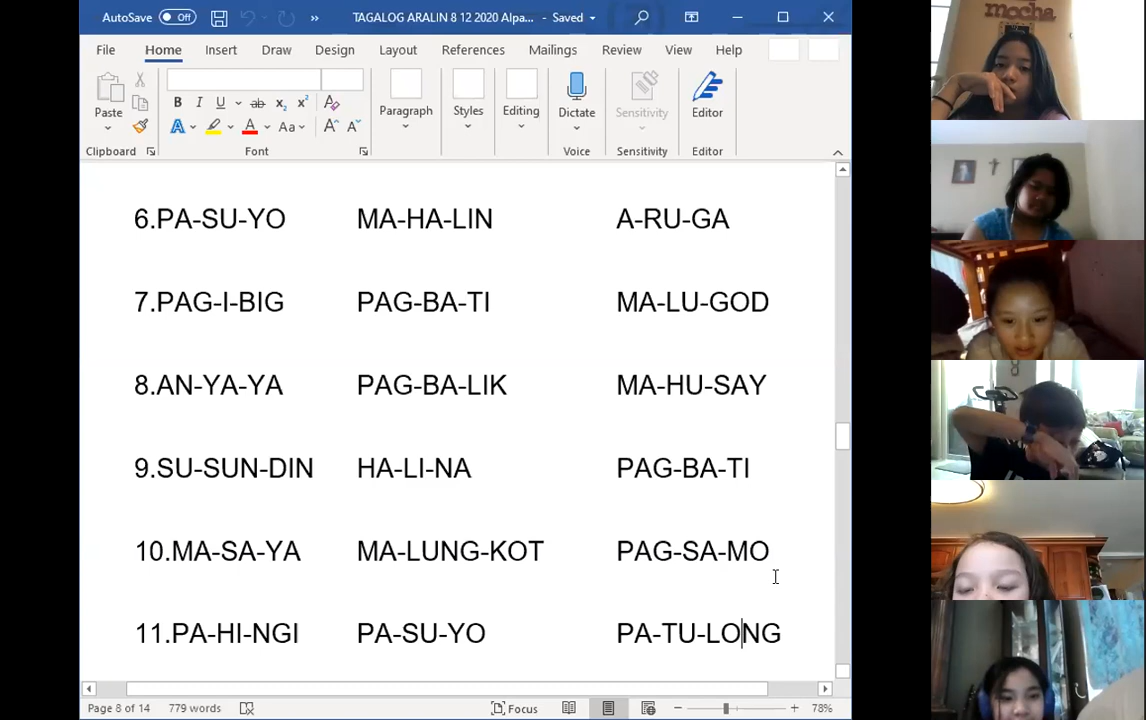 AutoSave Off TAGALOG ARALIN 8 12 2020 Alpa... - Saved
File Home Insert Draw Design Layout References Mailings Review View Help
Paste Paragraph Styles Editing Dictate Sensitivity Editor
Clipboard Font Voice Sensitivity Editor
6.PA-SU-YO MA-HA-LIN A-RU-GA
7.PAG-I-BIG PAG-BA-TI MA-LU-GOD
8.AN-YA-YA PAG-BA-LIK MA-HU-SAY
9.SU-SUN-DIN HA-LI-NA PAG-BA-TI
10.MA-SA-YA MA-LUNG-KOT PAG-SA-MO
11.PA-HI-NGI PA-SU-YO PA-TU-LONG
Page 8 of 14 779 words Focus 78%
mocha